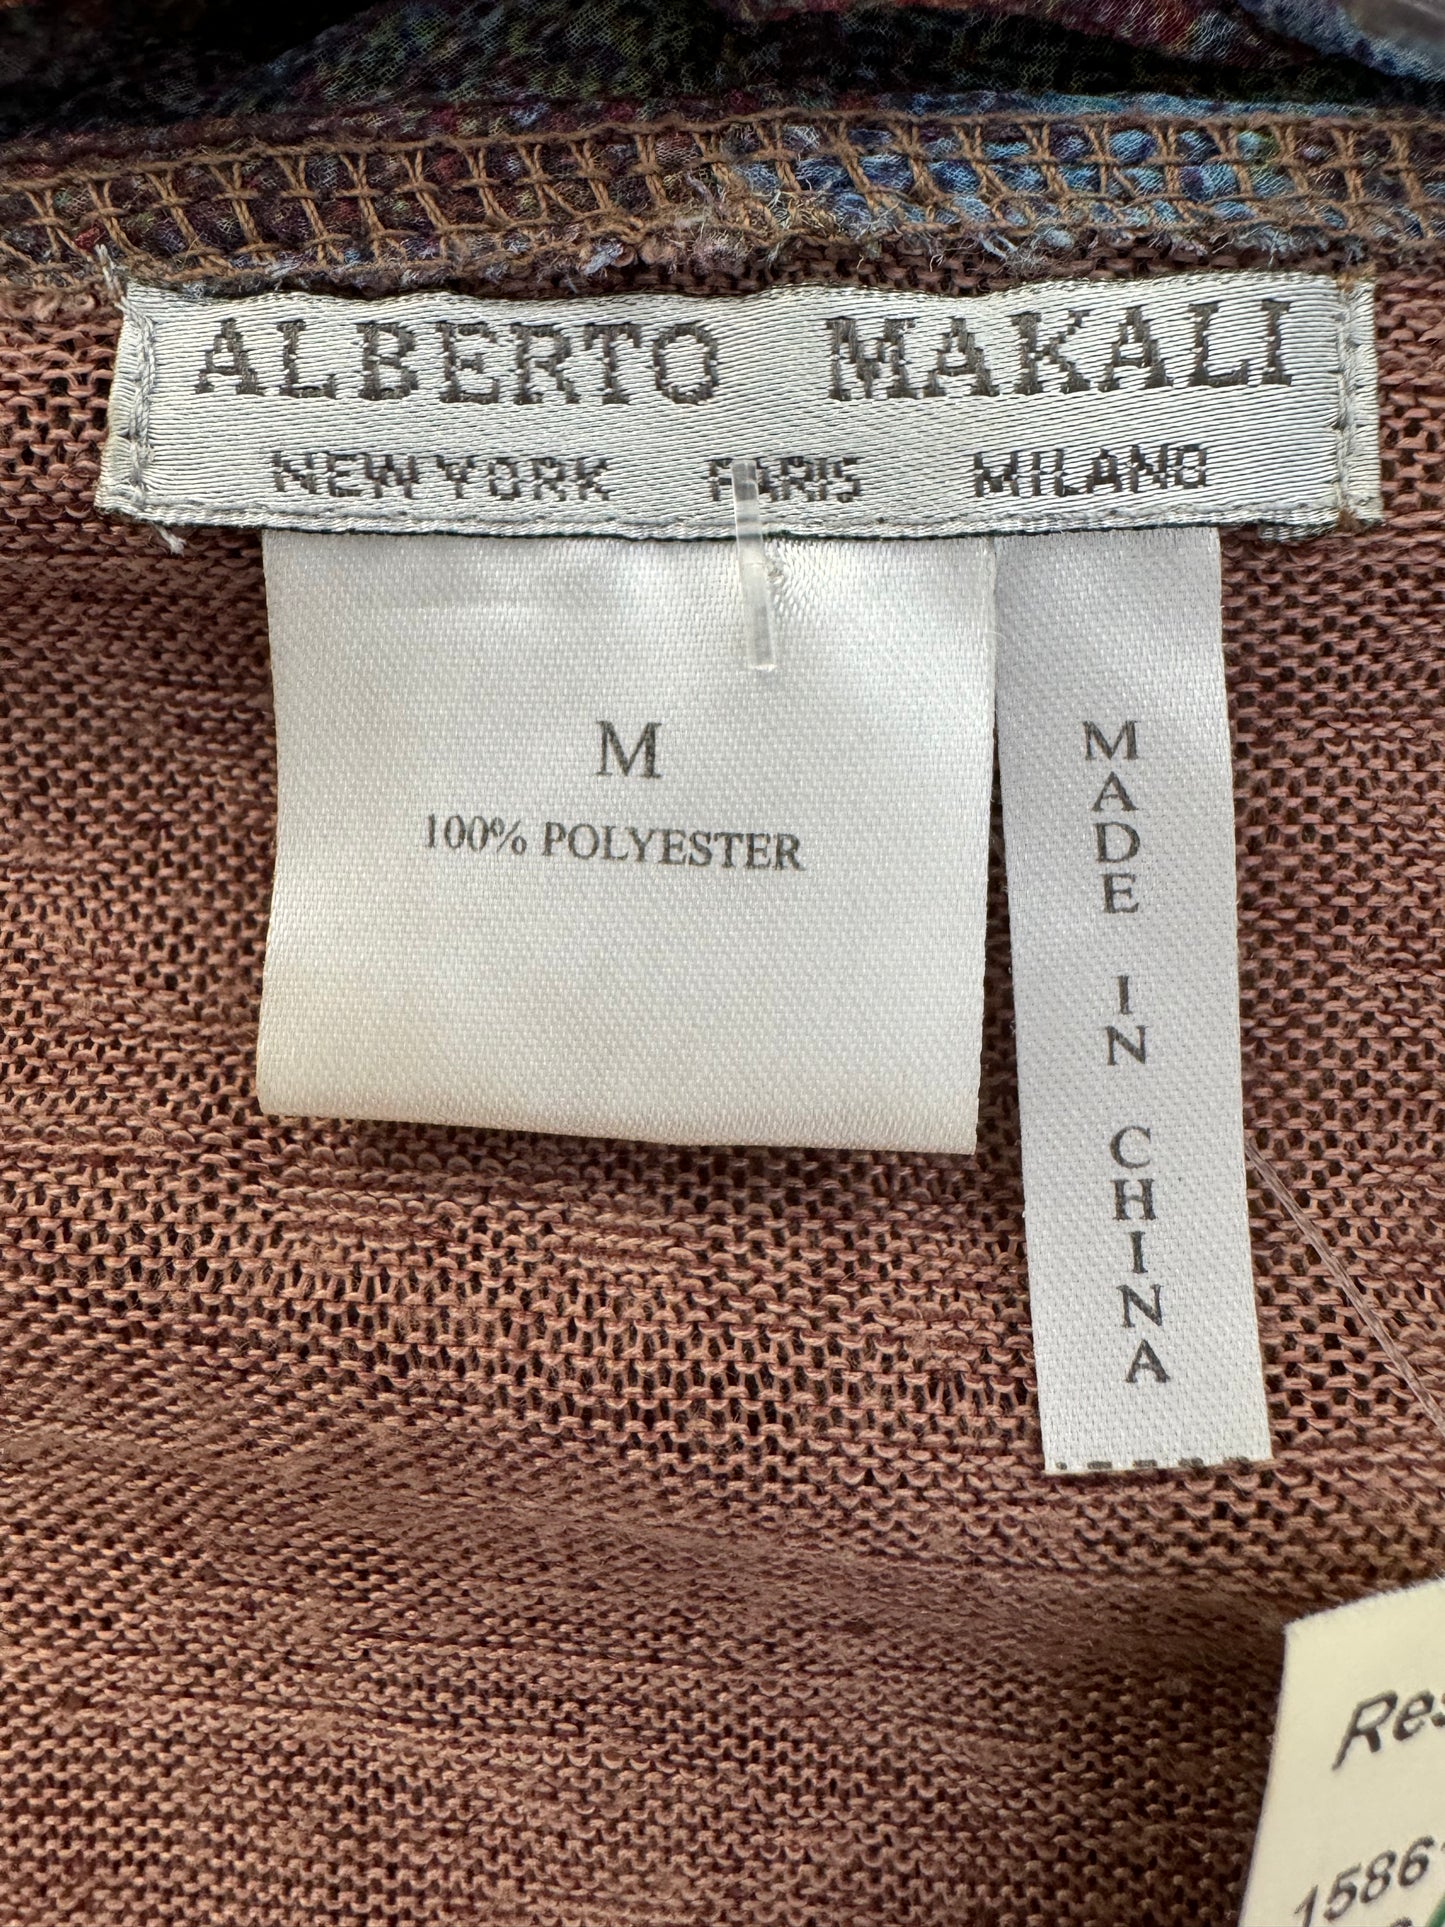 ALBERTO MAKALI
NEW YORK PARIS MILANO
M
100% POLYESTER
MADE IN CHINA